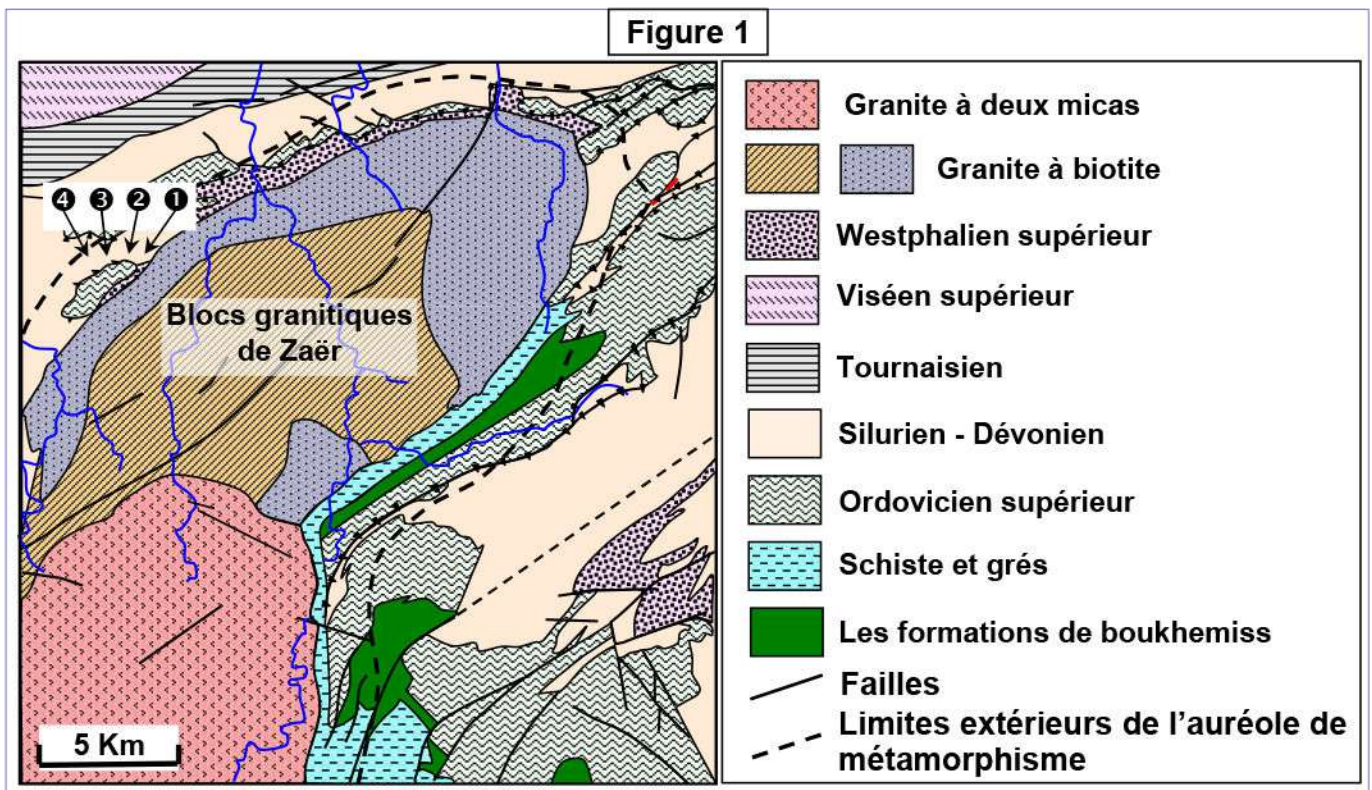 Figure 1
❹ ❸ ❷ ❶
Blocs granitiques
de Zaër
5 Km
Granite à deux micas
Granite à biotite
Westphalien supérieur
Viséen supérieur
Tournaisien
Silurien - Dévonien
Ordovicien supérieur
Schiste et grés
Les formations de boukhemiss
Failles
Limites extérieurs de l’auréole de
métamorphisme